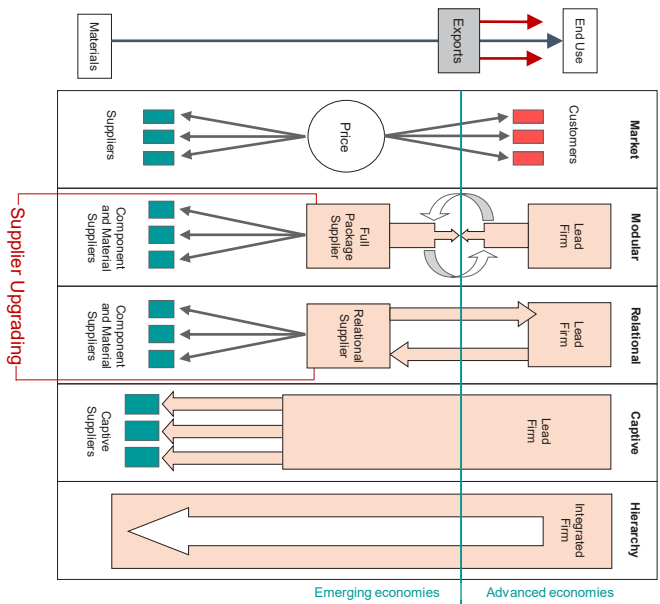 End Use
Exports
Materials
Market
Customers
Price
Suppliers
Modular
Lead
Firm
Full
Package
Supplier
Component
and Material
Suppliers
Relational
Lead
Firm
Relational
Supplier
Component
and Material
Suppliers
Captive
Lead
Firm
Captive
Suppliers
Hierarchy
Integrated
Firm
Supplier Upgrading
Emerging economies
Advanced economies